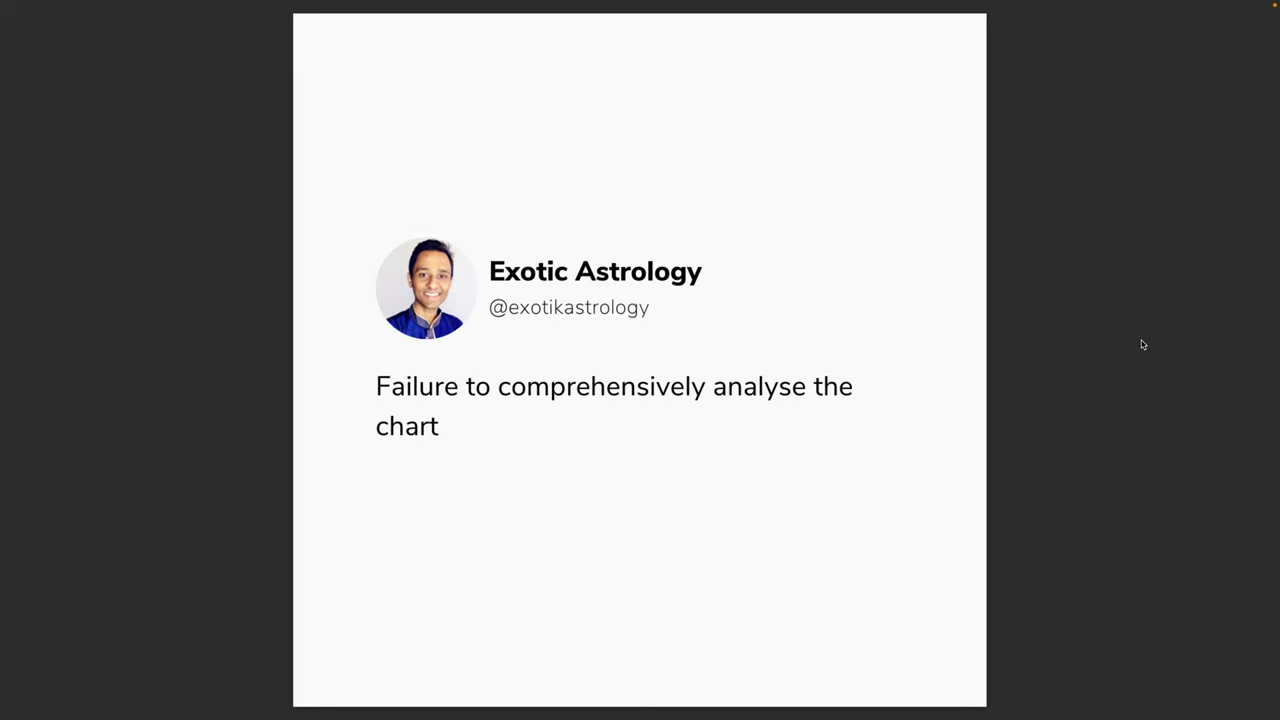 Exotic Astrology
@exotikastrology
Failure to comprehensively analyse the
chart